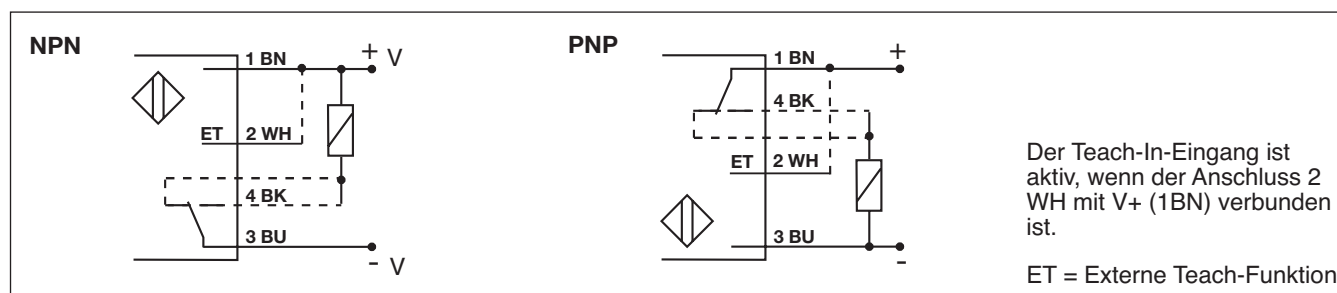 NPN
1 BN
+ V
ET
2 WH
4 BK
3 BU
- V
PNP
1 BN
+
4 BK
ET
2 WH
3 BU
-
Der Teach-In-Eingang ist
aktiv, wenn der Anschluss 2
WH mit V+ (1BN) verbunden
ist.
ET = Externe Teach-Funktion